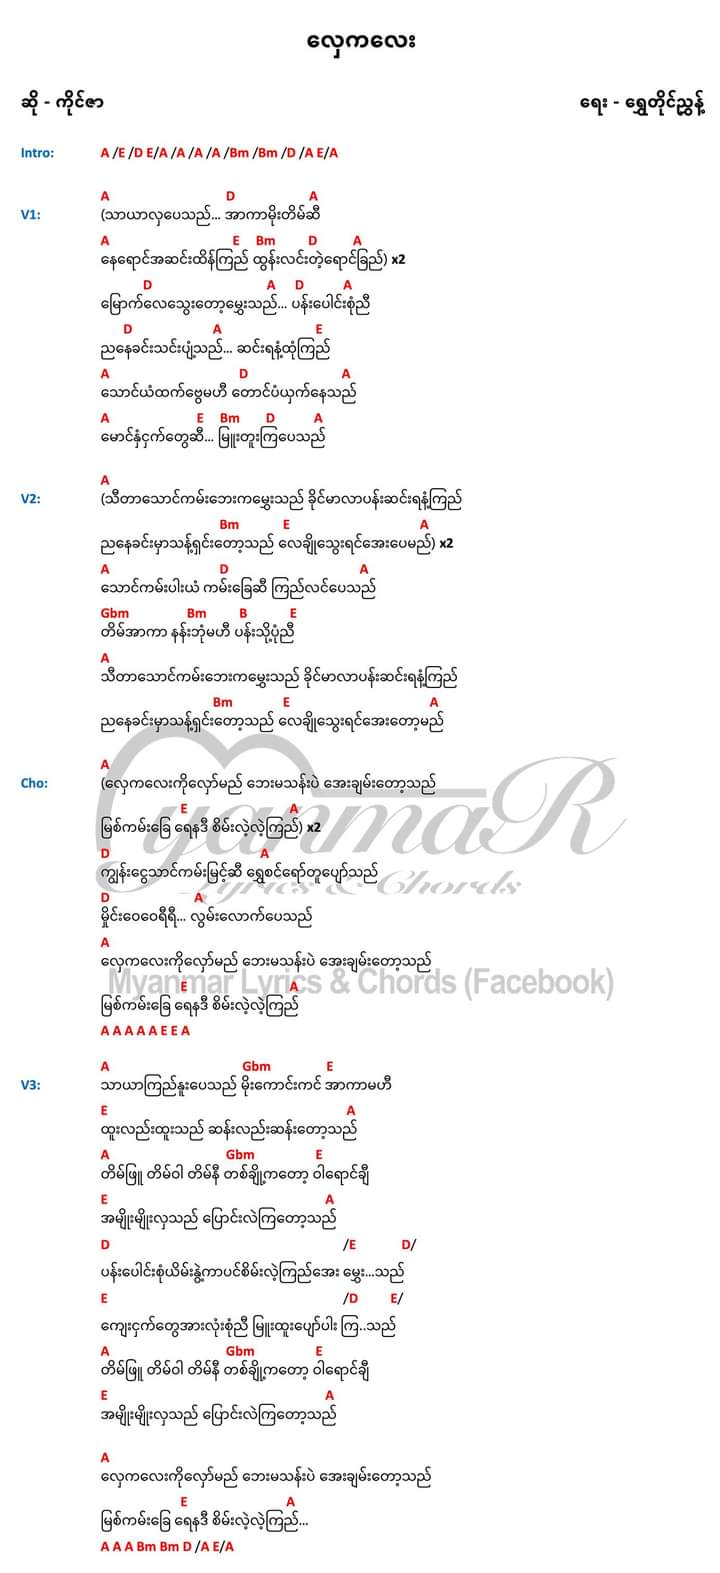 လှေကလေး
ဆို - ကိုင်ဇာ ရေး - ရွှေတိုင်ညွှန့်
Intro: A /E /D E/A /A /A /A /Bm /Bm /D /A E/A
A D A
V1: (သာယာလှပေသည်... အာကာမိုးတိမ်ဆီ
A E Bm D A
နေရောင်အဆင်းထိန်ကြည် ထွန်းလင်းတဲ့ရောင်ခြည်) x2
D A D A
မြောက်လေသွေးတော့မွှေးသည်... ပန်းပေါင်းစုံညီ
D A E
ညနေခင်းသင်းပျံ့သည်... ဆင်းရနံ့ထုံကြည်
A D A
သောင်ယံထက်ဗွေမဟီ တောင်ပံယှက်နေသည်
A E Bm D A
မောင်နှံငှက်တွေဆီ... မြူးတူးကြပေသည်
A
V2: (သီတာသောင်ကမ်းဘေးကမွှေးသည် ခိုင်မာလာပန်းဆင်းရနံ့ကြည်
Bm E A
ညနေခင်းမှာသန့်ရှင်းတော့သည် လေချိုသွေးရင်အေးပေမည်) x2
A D A
သောင်ကမ်းပါးယံ ကမ်းခြေဆီ ကြည်လင်ပေသည်
Gbm Bm B E
တိမ်အာကာ နန်းဘုံမဟီ ပန်းသို့ပုံညီ
A
သီတာသောင်ကမ်းဘေးကမွှေးသည် ခိုင်မာလာပန်းဆင်းရနံ့ကြည်
Bm E A
ညနေခင်းမှာသန့်ရှင်းတော့သည် လေချိုသွေးရင်အေးတော့မည်
A
Cho: (လှေကလေးကိုလှော်မည် ဘေးမသန်းပဲ အေးချမ်းတော့သည်
E A
မြစ်ကမ်းခြေ ရေနဒီ စိမ်းလဲ့လဲ့ကြည်) x2
D A
ကျွန်းငွေသာင်ကမ်းမြင့်ဆီ ရွှေစင်ရော်တူပျော်သည်
D A
မှိုင်းဝေဝေရီရီ... လွမ်းလောက်ပေသည်
A
လှေကလေးကိုလှော်မည် ဘေးမသန်းပဲ အေးချမ်းတော့သည်
E A
မြစ်ကမ်းခြေ ရေနဒီ စိမ်းလဲ့လဲ့ကြည်
A A A A A E E A
A Gbm E
V3: သာယာကြည်နူးပေသည် မိုးကောင်းကင် အာကာမဟီ
E A
ထူးလည်းထူးသည် ဆန်းလည်းဆန်းတော့သည်
A Gbm E
တိမ်ဖြူ တိမ်ဝါ တိမ်နီ တစ်ချို့ကတော့ ဝါရောင်ချီ
E A
အမျိုးမျိုးလှသည် ပြောင်းလဲကြတော့သည်
D /E D/
ပန်းပေါင်းစုံယိမ်းနွဲ့ကာပင်စိမ်းလဲ့ကြည်အေး မွှေး...သည်
E /D E/
ကျေးငှက်တွေအားလုံးစုံညီ မြူးထူးပျော်ပါး ကြ..သည်
A Gbm E
တိမ်ဖြူ တိမ်ဝါ တိမ်နီ တစ်ချို့ကတော့ ဝါရောင်ချီ
E A
အမျိုးမျိုးလှသည် ပြောင်းလဲကြတော့သည်
A
လှေကလေးကိုလှော်မည် ဘေးမသန်းပဲ အေးချမ်းတော့သည်
E A
မြစ်ကမ်းခြေ ရေနဒီ စိမ်းလဲ့လဲ့ကြည်...
A A A Bm Bm D /A E/A
myanmaR
Lyrics & Chords
Myanmar Lyrics & Chords (Facebook)